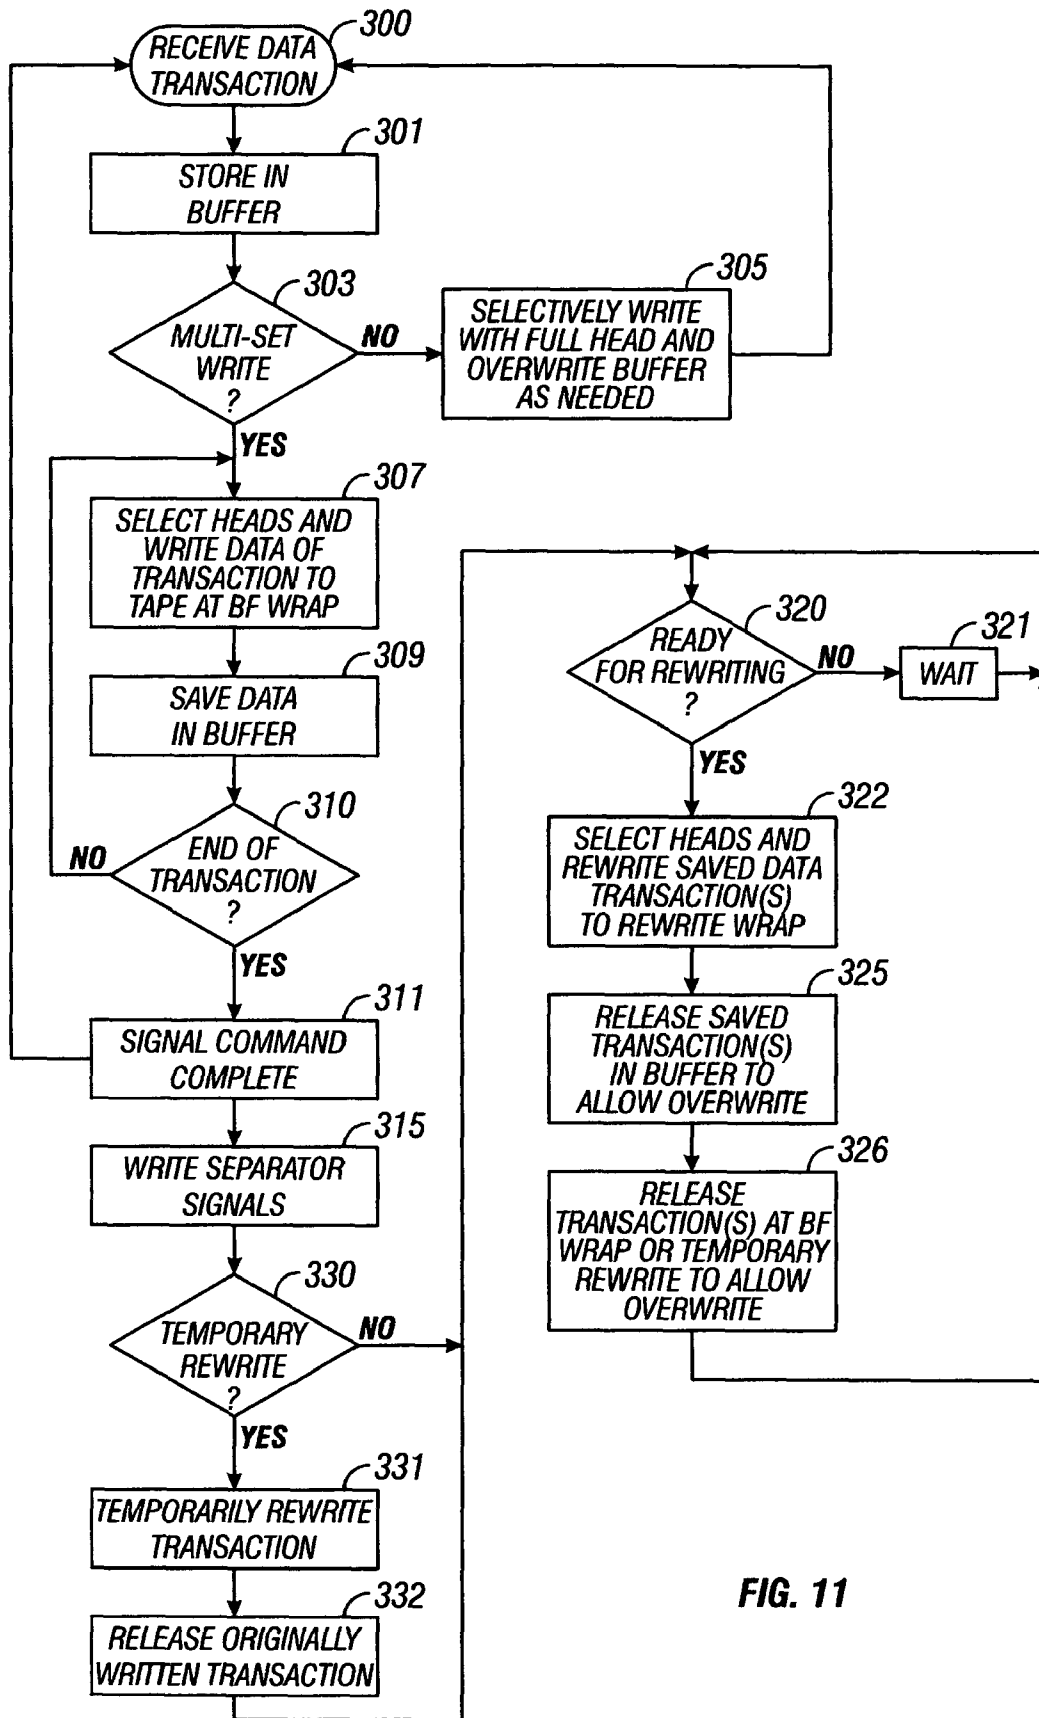 300
RECEIVE DATA
TRANSACTION
301
STORE IN
BUFFER
303
MULTI-SET
WRITE
?
NO
305
SELECTIVELY WRITE
WITH FULL HEAD AND
OVERWRITE BUFFER
AS NEEDED
YES
307
SELECT HEADS AND
WRITE DATA OF
TRANSACTION TO
TAPE AT BF WRAP
309
SAVE DATA
IN BUFFER
310
END OF
TRANSACTION
?
NO
YES
311
SIGNAL COMMAND
COMPLETE
315
WRITE SEPARATOR
SIGNALS
330
TEMPORARY
REWRITE
?
NO
YES
331
TEMPORARILY REWRITE
TRANSACTION
332
RELEASE ORIGINALLY
WRITTEN TRANSACTION
320
READY
FOR REWRITING
?
NO
321
WAIT
YES
322
SELECT HEADS AND
REWRITE SAVED DATA
TRANSACTION(S)
TO REWRITE WRAP
325
RELEASE SAVED
TRANSACTION(S)
IN BUFFER TO
ALLOW OVERWRITE
326
RELEASE
TRANSACTION(S) AT BF
WRAP OR TEMPORARY
REWRITE TO ALLOW
OVERWRITE
FIG. 11